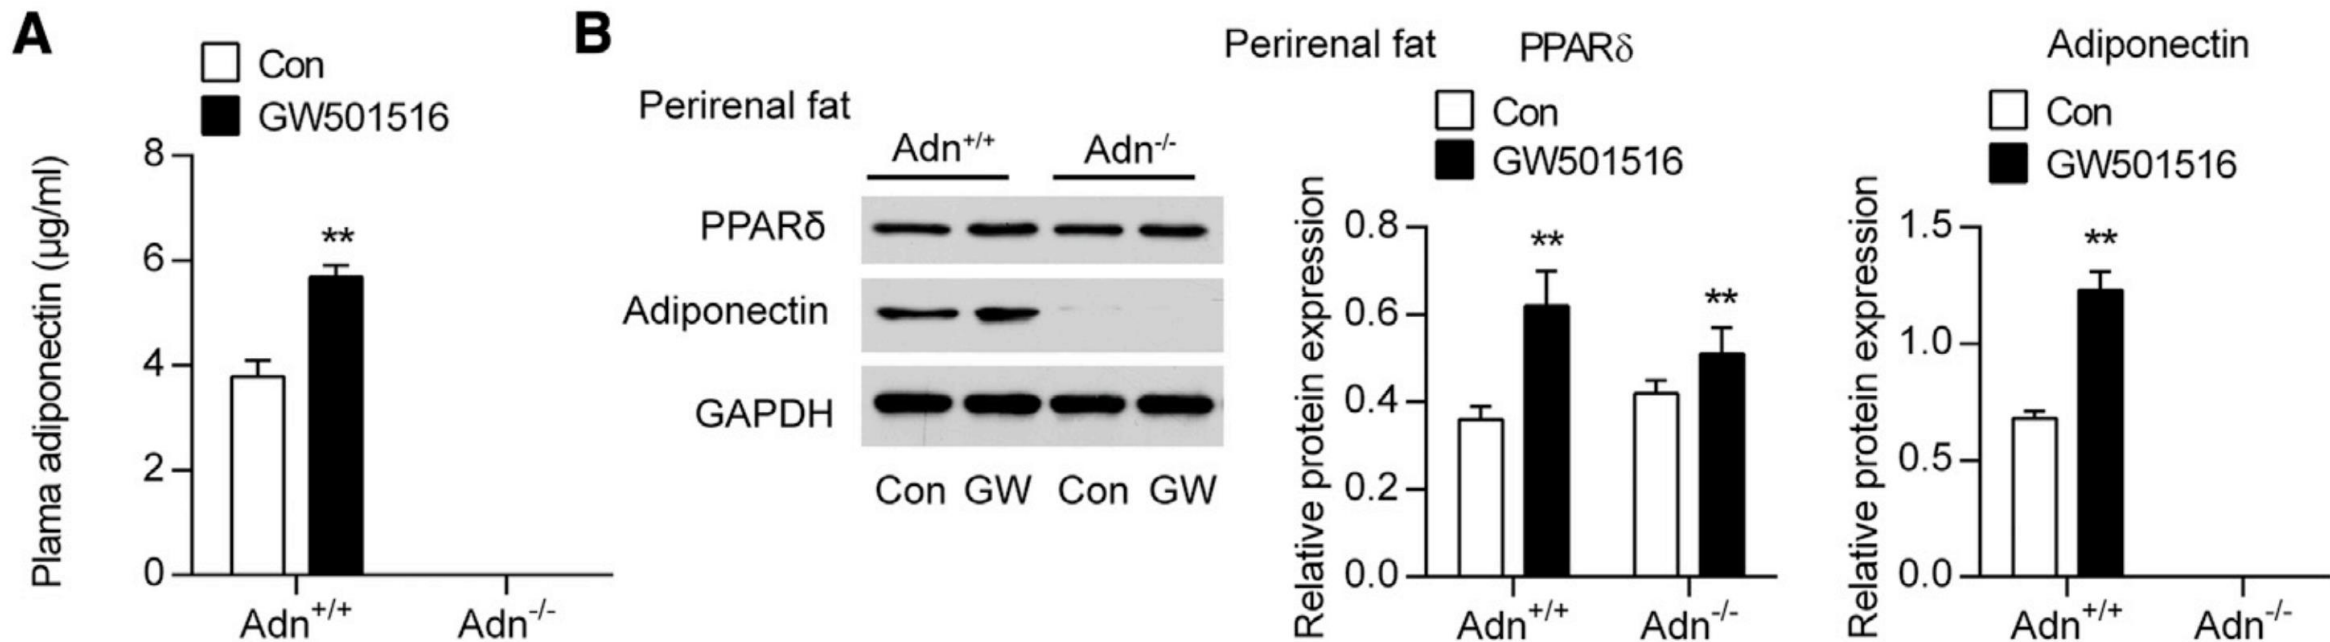 A
Con
GW501516
Plama adiponectin (µg/ml)
8
6
4
2
0
**
Adn+/+
Adn-/-
B
Perirenal fat
Adn+/+ Adn-/-
PPARδ
Adiponectin
GAPDH
Con GW Con GW
Perirenal fat PPARδ
Con
GW501516
Relative protein expression
0.8
0.6
0.4
0.2
0.0
**
**
Adn+/+
Adn-/-
Adiponectin
Con
GW501516
Relative protein expression
1.5
1.0
0.5
0.0
**
Adn+/+
Adn-/-